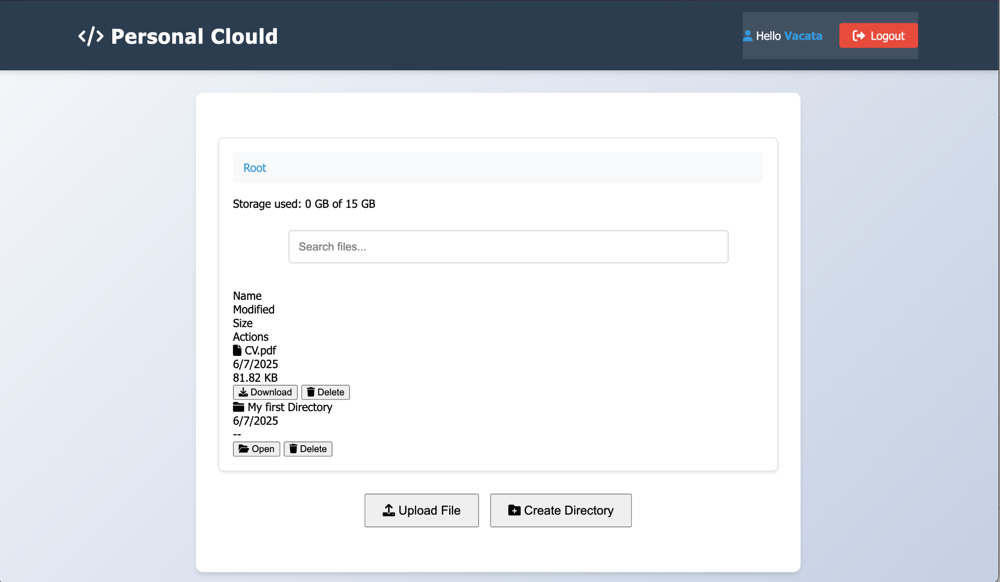 </> Personal Clould
Hello Vacata
Logout
Root
Storage used: 0 GB of 15 GB
Search files...
Name
Modified
Size
Actions
CV.pdf
6/7/2025
81.82 KB
Download Delete
My first Directory
6/7/2025
--
Open Delete
Upload File Create Directory